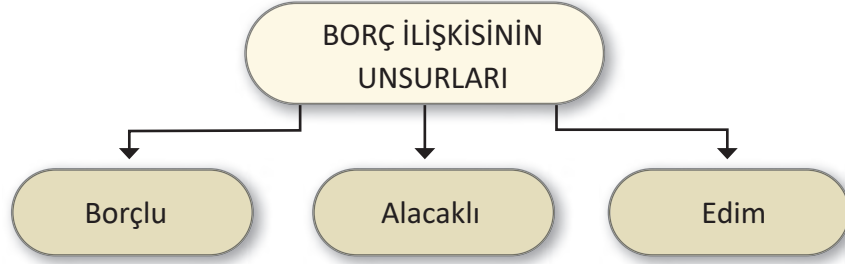 BORÇ İLİŞKİSİNİN
UNSURLARI
Borçlu
Alacaklı
Edim